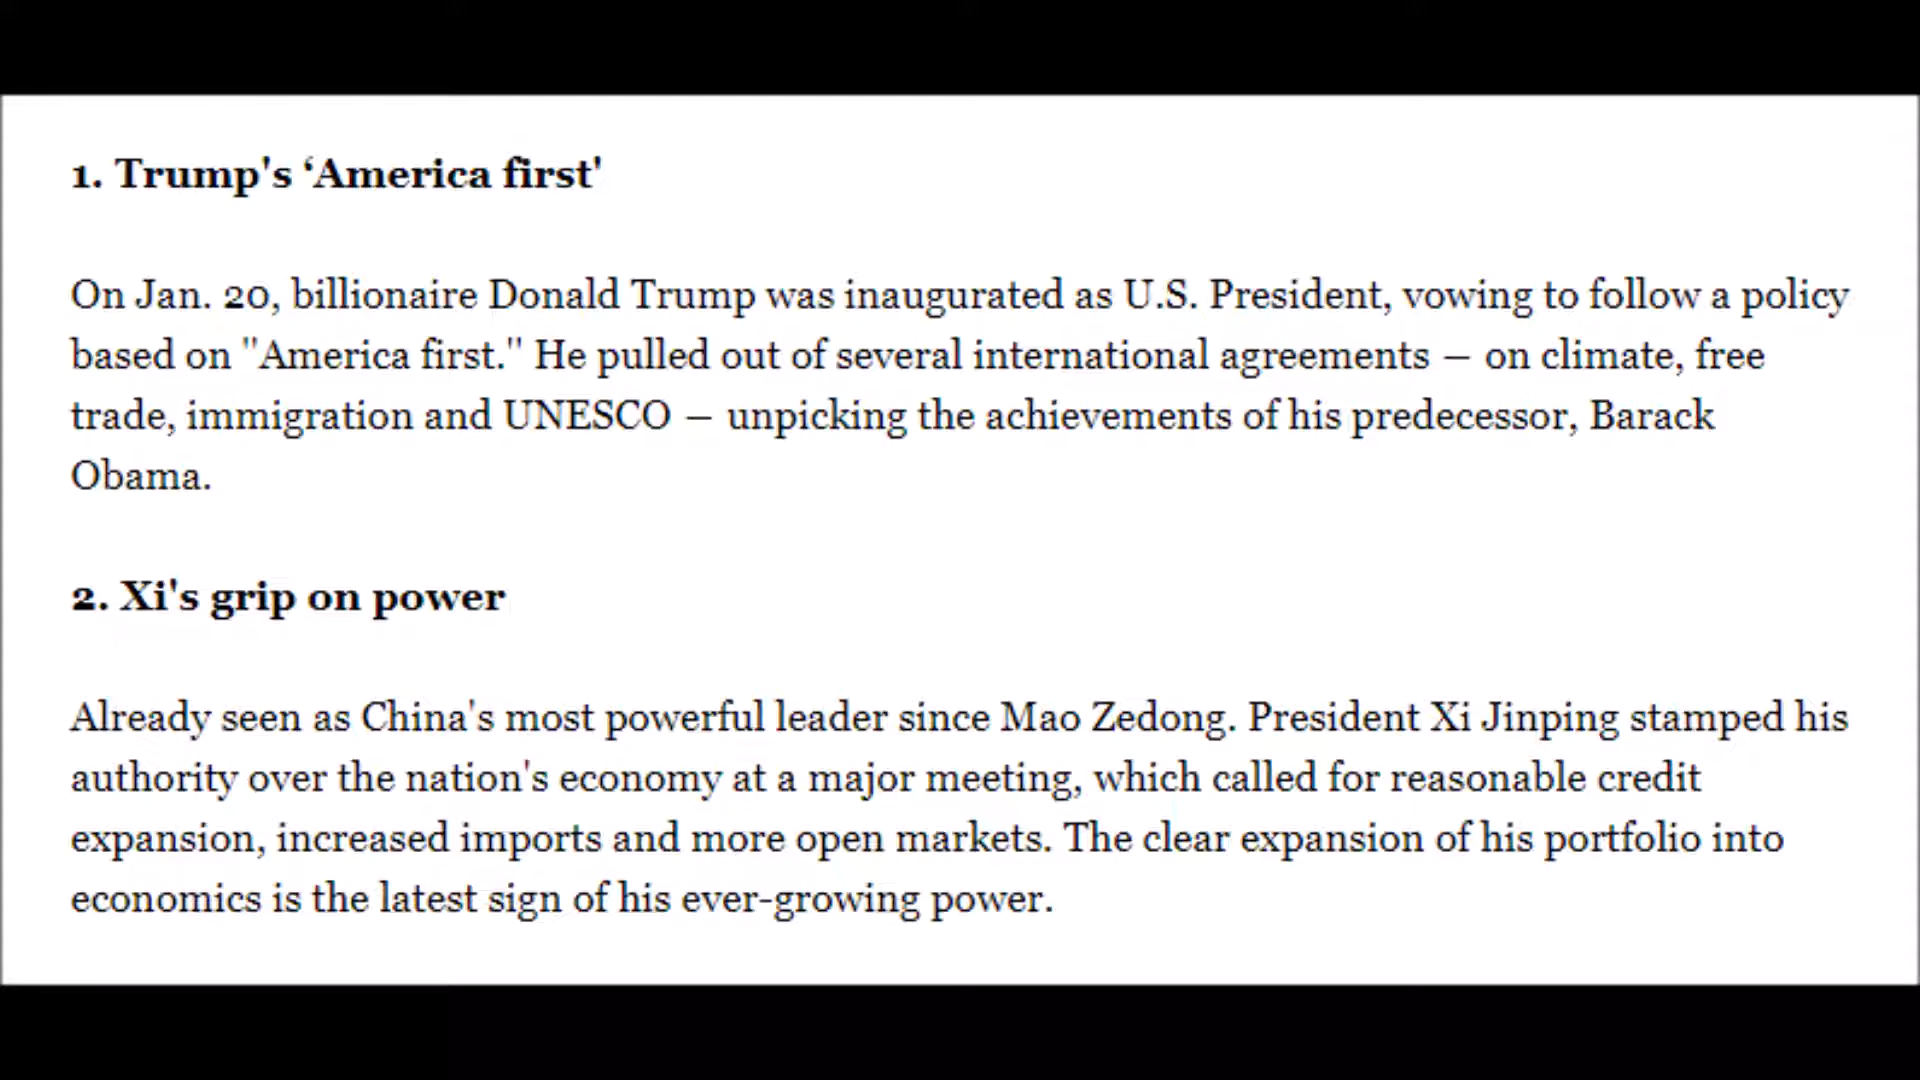 1. Trump's ‘America first'
On Jan. 20, billionaire Donald Trump was inaugurated as U.S. President, vowing to follow a policy
based on "America first." He pulled out of several international agreements — on climate, free
trade, immigration and UNESCO — unpicking the achievements of his predecessor, Barack
Obama.
2. Xi's grip on power
Already seen as China's most powerful leader since Mao Zedong. President Xi Jinping stamped his
authority over the nation's economy at a major meeting, which called for reasonable credit
expansion, increased imports and more open markets. The clear expansion of his portfolio into
economics is the latest sign of his ever-growing power.